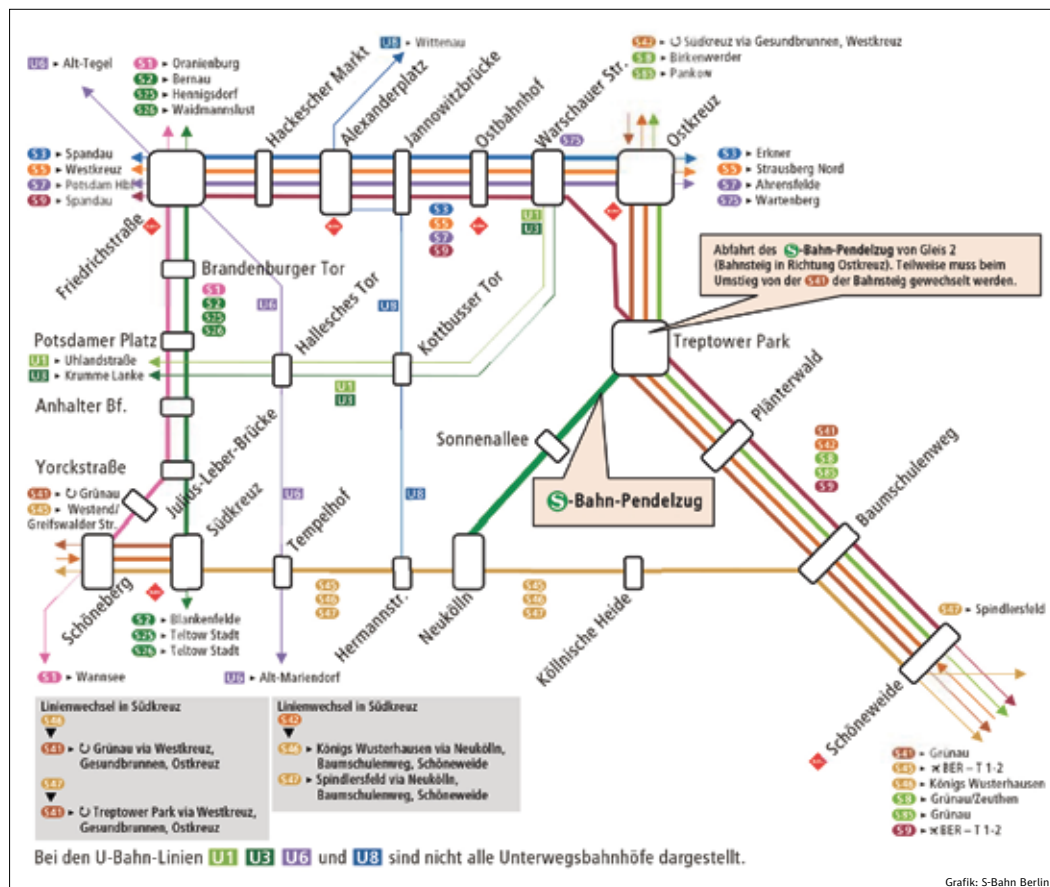 U8 ▸ Wittenau
S42 ▸ ↻ Südkreuz via Gesundbrunnen, Westkreuz
S8 ▸ Birkenwerder
S85 ▸ Pankow
U6 ▸ Alt-Tegel
S1 ▸ Oranienburg
S2 ▸ Bernau
S25 ▸ Hennigsdorf
S26 ▸ Waidmannslust
Hackescher Markt
Alexanderplatz
Jannowitzbrücke
Ostbahnhof
Warschauer Str.
S75
Ostkreuz
S3 ▸ Spandau
S5 ▸ Westkreuz
S7 ▸ Potsdam Hbf
S9 ▸ Spandau
S3 ▸ Erkner
S5 ▸ Strausberg Nord
S7 ▸ Ahrensfelde
S75 ▸ Wartenberg
Friedrichstraße
S3
S5
S7
S9
U1
U3
Abfahrt des S-Bahn-Pendelzug von Gleis 2
(Bahnsteig in Richtung Ostkreuz). Teilweise muss beim
Umstieg von der S41 der Bahnsteig gewechselt werden.
Brandenburger Tor
S1
S2
S25
S26
U6
Hallesches Tor
U8
Kottbusser Tor
Potsdamer Platz
U1 ▸ Uhlandstraße
U3 ▸ Krumme Lanke
U1
U3
Treptower Park
Anhalter Bf.
Plänterwald
S41
S42
S8
S85
S9
Sonnenallee
Baumschulenweg
Yorckstraße
Julius-Leber-Brücke
S41 ▸ ↻ Grünau
S45 ▸ Westend/
Greifswalder Str.
Südkreuz
U6
U8
S-Bahn-Pendelzug
Tempelhof
Schöneberg
S45
S46
S47
Hermannstr.
Neukölln
S45
S46
S47
Köllnische Heide
S47 ▸ Spindlersfeld
S2 ▸ Blankenfelde
S25 ▸ Teltow Stadt
S26 ▸ Teltow Stadt
S1 ▸ Wannsee
U6 ▸ Alt-Mariendorf
Schöneweide
Linienwechsel in Südkreuz
S46
S41 ▸ ↻ Grünau via Westkreuz,
Gesundbrunnen, Ostkreuz
S47
S41 ▸ ↻ Treptower Park via Westkreuz,
Gesundbrunnen, Ostkreuz
Linienwechsel in Südkreuz
S42
S46 ▸ Königs Wusterhausen via Neukölln,
Baumschulenweg, Schöneweide
S47 ▸ Spindlersfeld via Neukölln,
Baumschulenweg, Schöneweide
S41 ▸ Grünau
S45 ▸ BER – T 1-2
S46 ▸ Königs Wusterhausen
S8 ▸ Grünau/Zeuthen
S85 ▸ Grünau
S9 ▸ BER – T 1-2
Bei den U-Bahn-Linien U1 U3 U6 und U8 sind nicht alle Unterwegsbahnhöfe dargestellt.
Grafik: S-Bahn Berlin